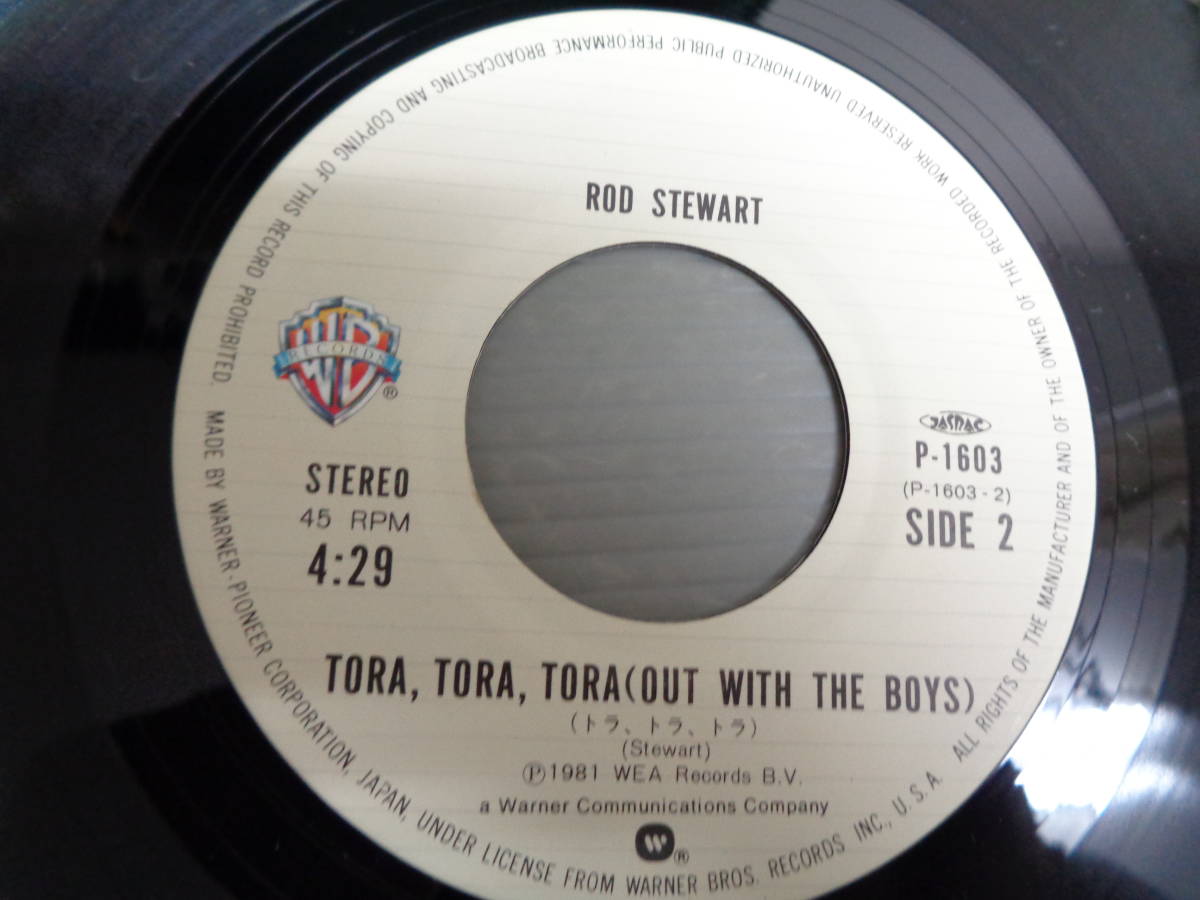 ROD STEWART
WB
RECORDS
®
STEREO
45 RPM
4:29
JASRAC
P-1603
(P-1603-2)
SIDE 2
TORA, TORA, TORA(OUT WITH THE BOYS)
(トラ、トラ、トラ)
(Stewart)
Ⓟ1981 WEA Records B.V.
a Warner Communications Company
®
MADE BY WARNER-PIONEER CORPORATION, JAPAN, UNDER LICENSE FROM WARNER BROS. RECORDS INC., U.S.A.
ALL RIGHTS OF THE MANUFACTURER AND OF THE OWNER OF THE RECORDED WORK RESERVED UNAUTHORIZED PUBLIC PERFORMANCE BROADCASTING AND COPYING OF THIS RECORD PROHIBITED.